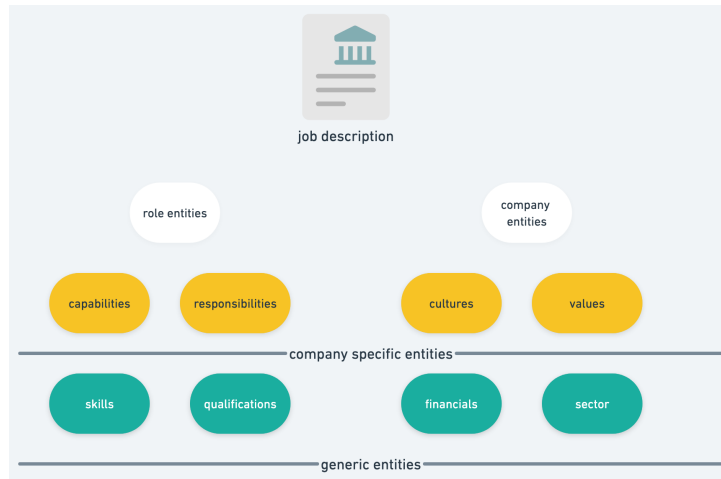 job description
role entities
company
entities
capabilities
responsibilities
cultures
values
company specific entities
skills
qualifications
financials
sector
generic entities